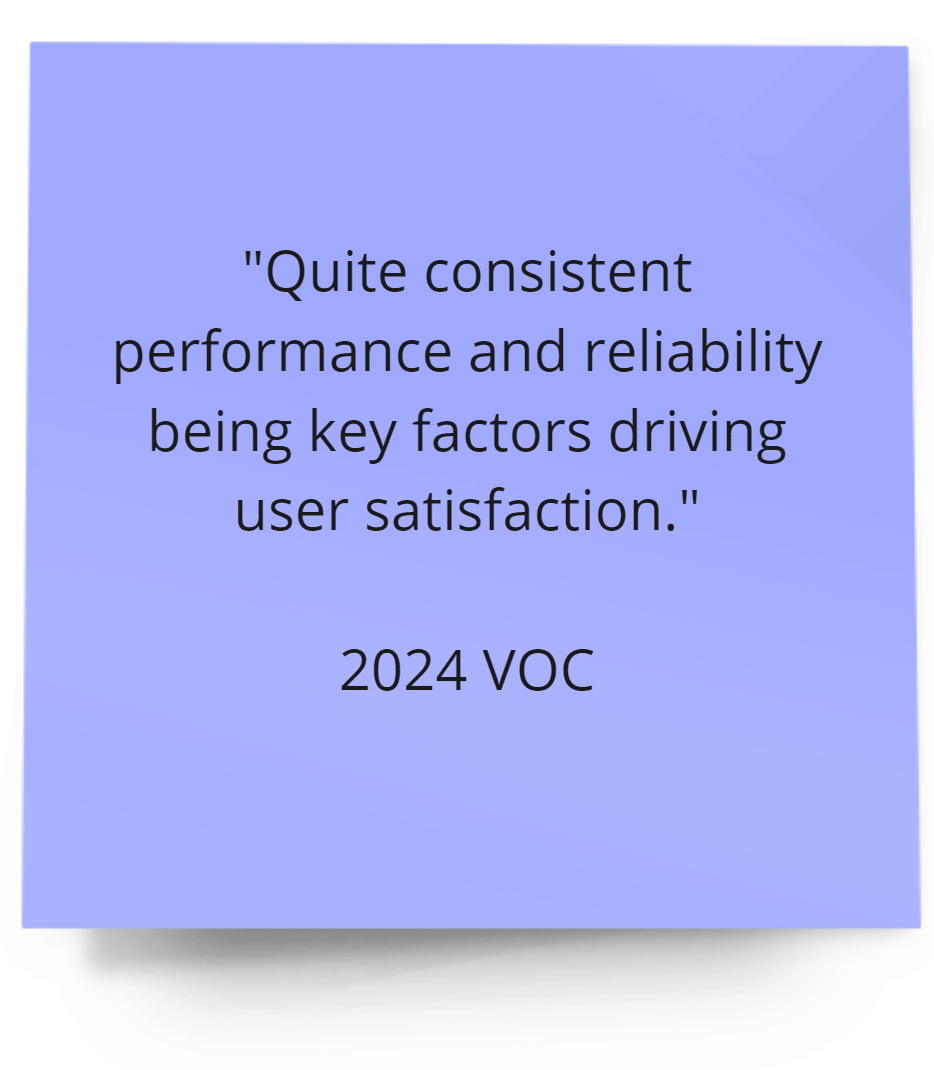 "Quite consistent
performance and reliability
being key factors driving
user satisfaction."
2024 VOC